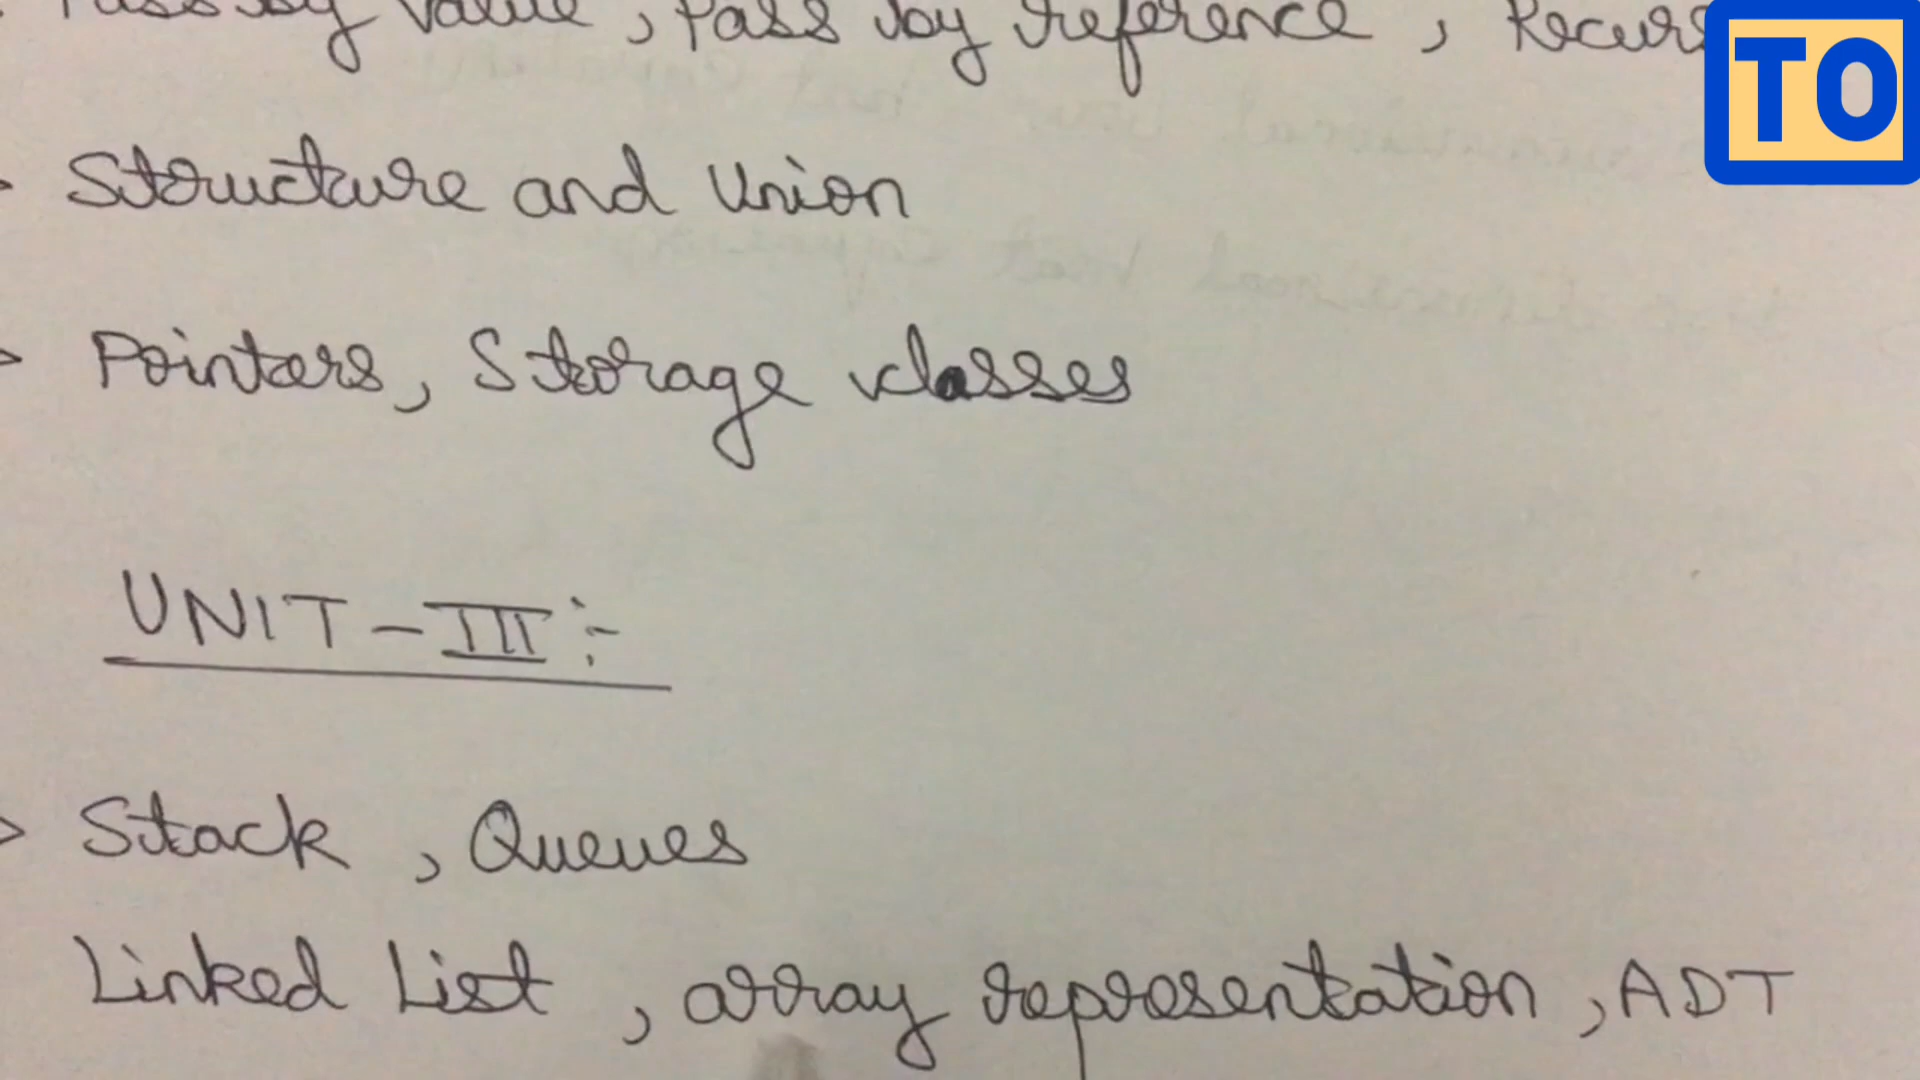 Pass by value, Pass by reference, Recurs
TO
Structure and Union
> Pointers, Storage classes
UNIT-III:-
> Stack, Queues
Linked List, array representation, ADT